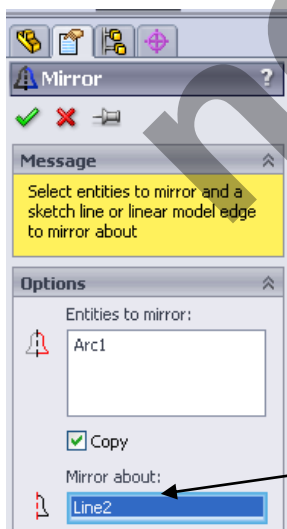 Mirror ?
Message
Select entities to mirror and a
sketch line or linear model edge
to mirror about
Options
Entities to mirror:
Arc1
Copy
Mirror about:
Line2